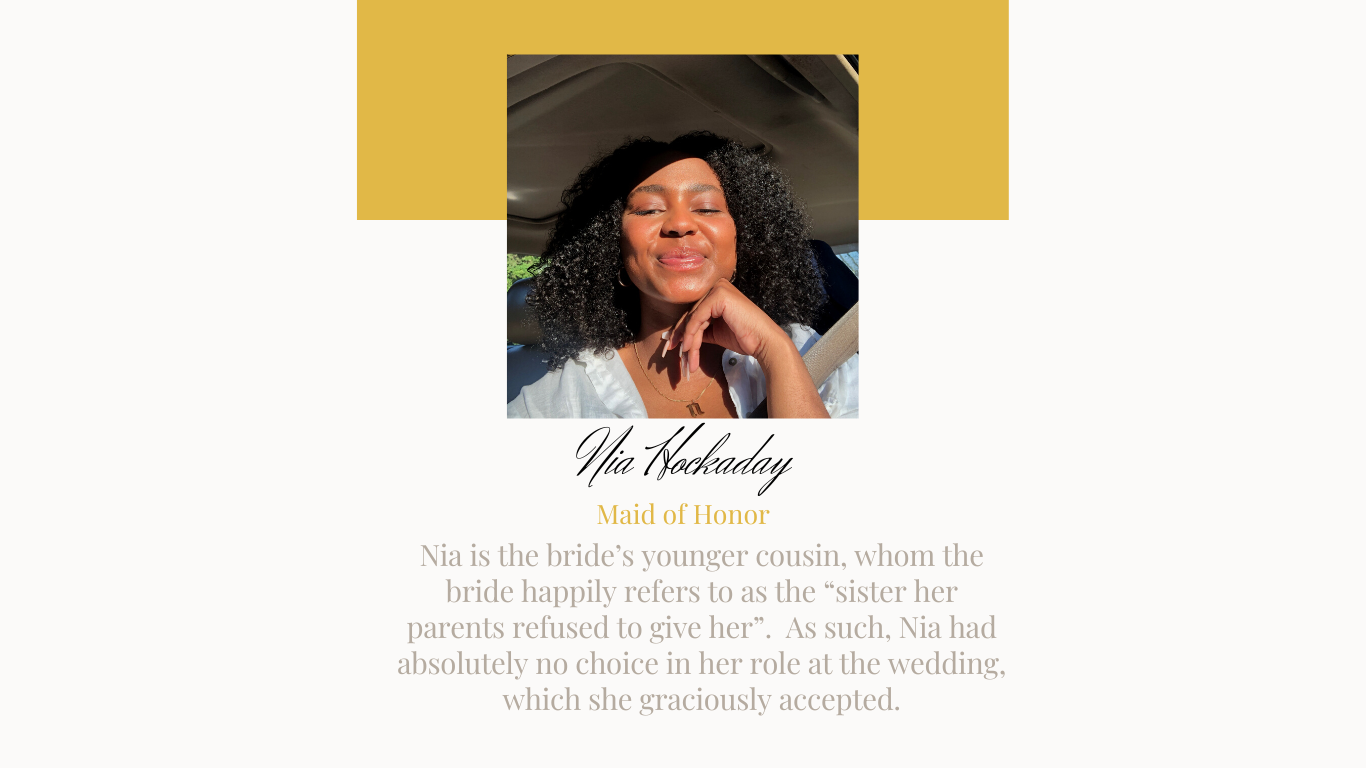 n
Nia Hockaday
Maid of Honor
Nia is the bride’s younger cousin, whom the
bride happily refers to as the “sister her
parents refused to give her”.  As such, Nia had
absolutely no choice in her role at the wedding,
which she graciously accepted.